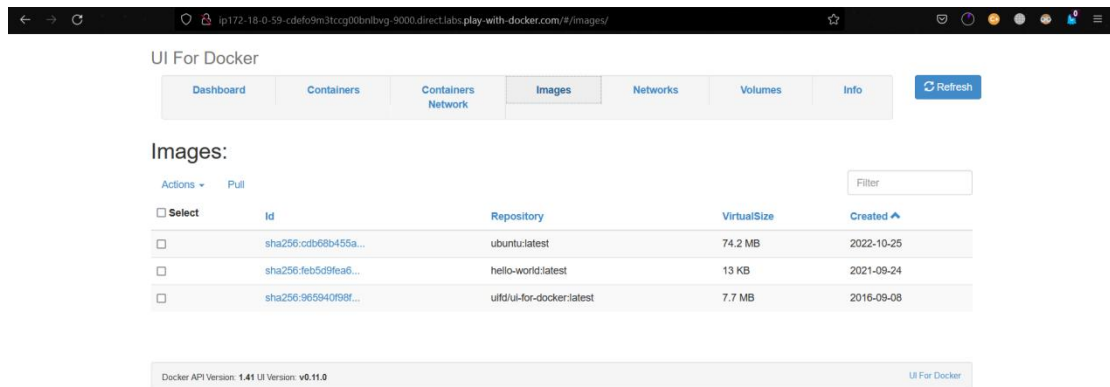 ip172-18-0-59-cdefo9m3tccg00bnlbvg-9000.direct.labs.play-with-docker.com/#/images/
UI For Docker
Dashboard Containers Containers Network Images Networks Volumes Info Refresh
Images:
Actions Pull Filter
Select Id Repository VirtualSize Created
sha256:cdb68b455a... ubuntu:latest 74.2 MB 2022-10-25
sha256:feb5d9fea6... hello-world:latest 13 KB 2021-09-24
sha256:965940f98f... uifd/ui-for-docker:latest 7.7 MB 2016-09-08
Docker API Version: 1.41 UI Version: v0.11.0 UI For Docker